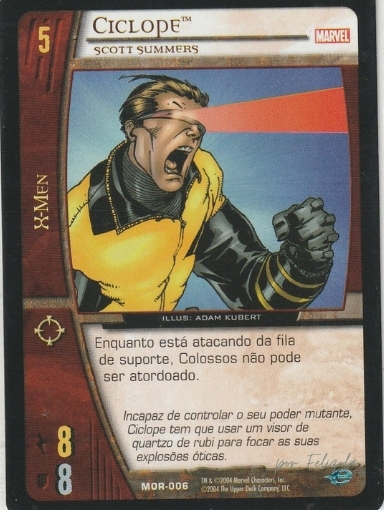 5
CICLOPE™
SCOTT SUMMERS
MARVEL
X-MEN
ILLUS: ADAM KUBERT
Enquanto está atacando da fila
de suporte, Colossos não pode
ser atordoado.
Incapaz de controlar o seu poder mutante,
Ciclope tem que usar um visor de
quartzo de rubi para focar as suas
explosões óticas.
8
8
MOR-006
TM & ©2004 Marvel Characters, Inc.
©2004 The Upper Deck Company, LLC.
por